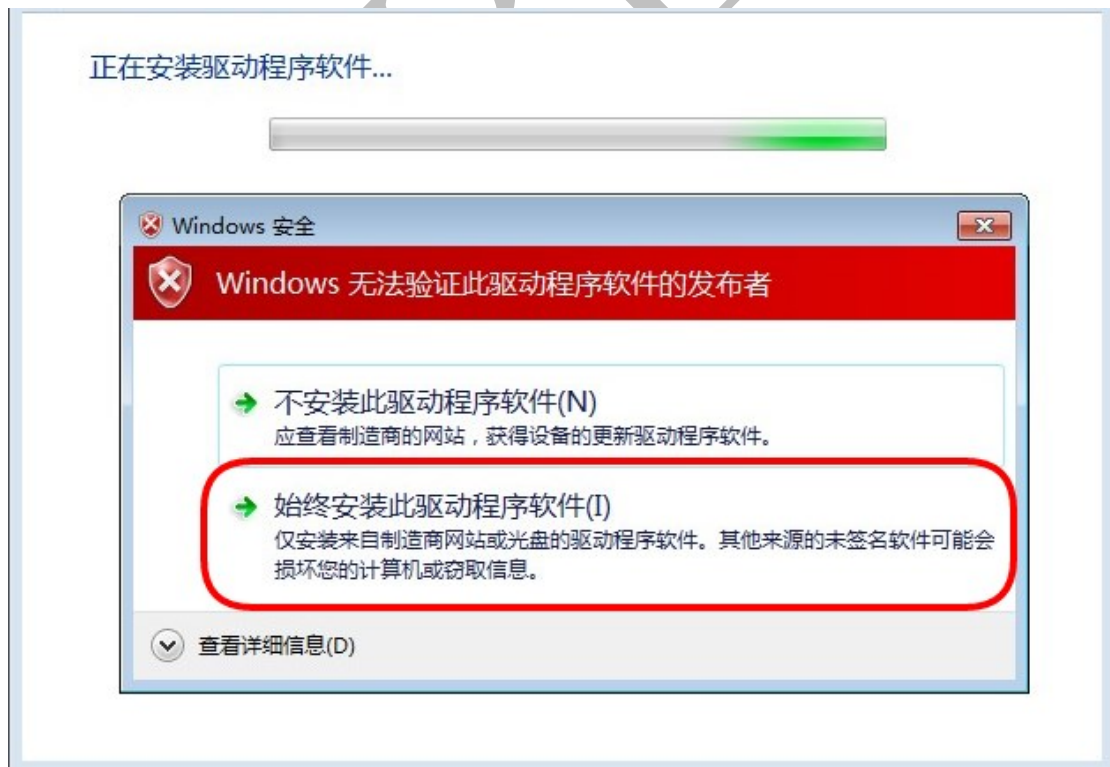 正在安装驱动程序软件...
Windows 安全
Windows 无法验证此驱动程序软件的发布者
不安装此驱动程序软件(N)
应查看制造商的网站，获得设备的更新驱动程序软件。
始终安装此驱动程序软件(I)
仅安装来自制造商网站或光盘的驱动程序软件。其他来源的未签名软件可能会
损坏您的计算机或窃取信息。
查看详细信息(D)